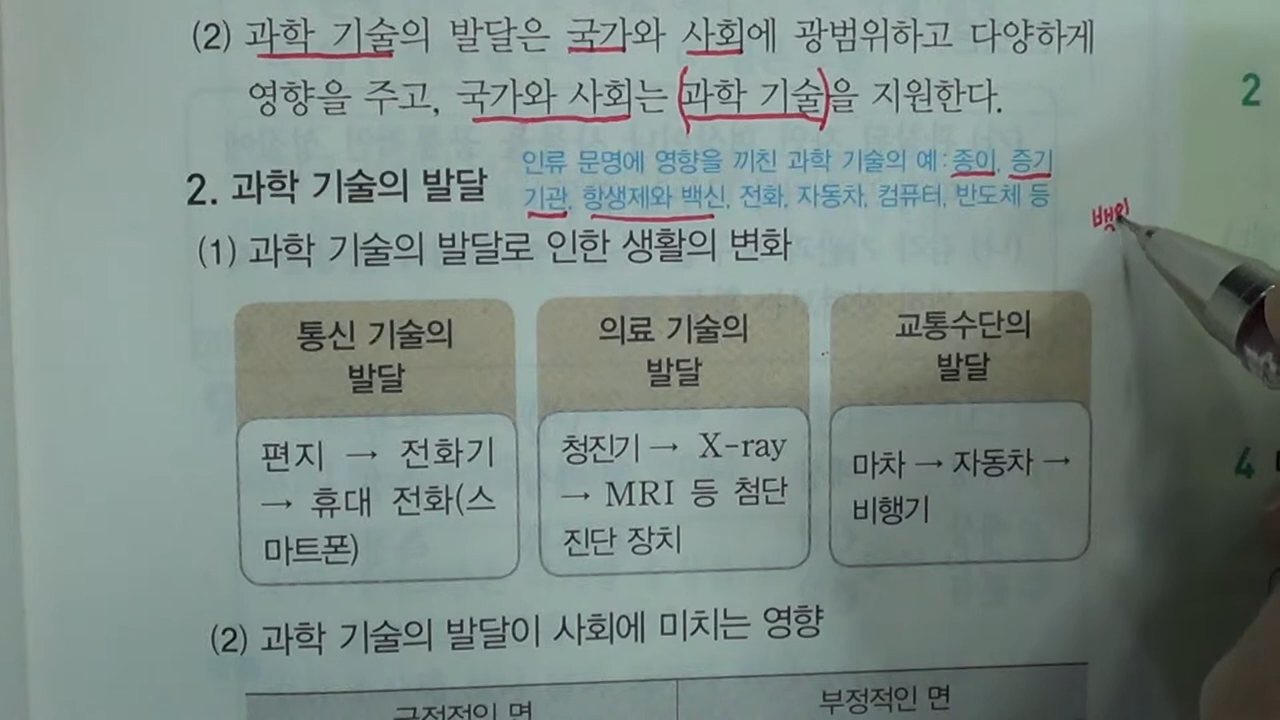 (2) 과학 기술의 발달은 국가와 사회에 광범위하고 다양하게
영향을 주고, 국가와 사회는 (과학 기술)을 지원한다.
2
2. 과학 기술의 발달
인류 문명에 영향을 끼친 과학 기술의 예: 종이, 증기
기관, 항생제와 백신, 전화, 자동차, 컴퓨터, 반도체 등
(1) 과학 기술의 발달로 인한 생활의 변화
통신 기술의
발달
편지 → 전화기
→ 휴대 전화(스
마트폰)
의료 기술의
발달
청진기 → X-ray
→ MRI 등 첨단
진단 장치
교통수단의
발달
마차 → 자동차 →
비행기
4
(2) 과학 기술의 발달이 사회에 미치는 영향
긍정적인 면
부정적인 면